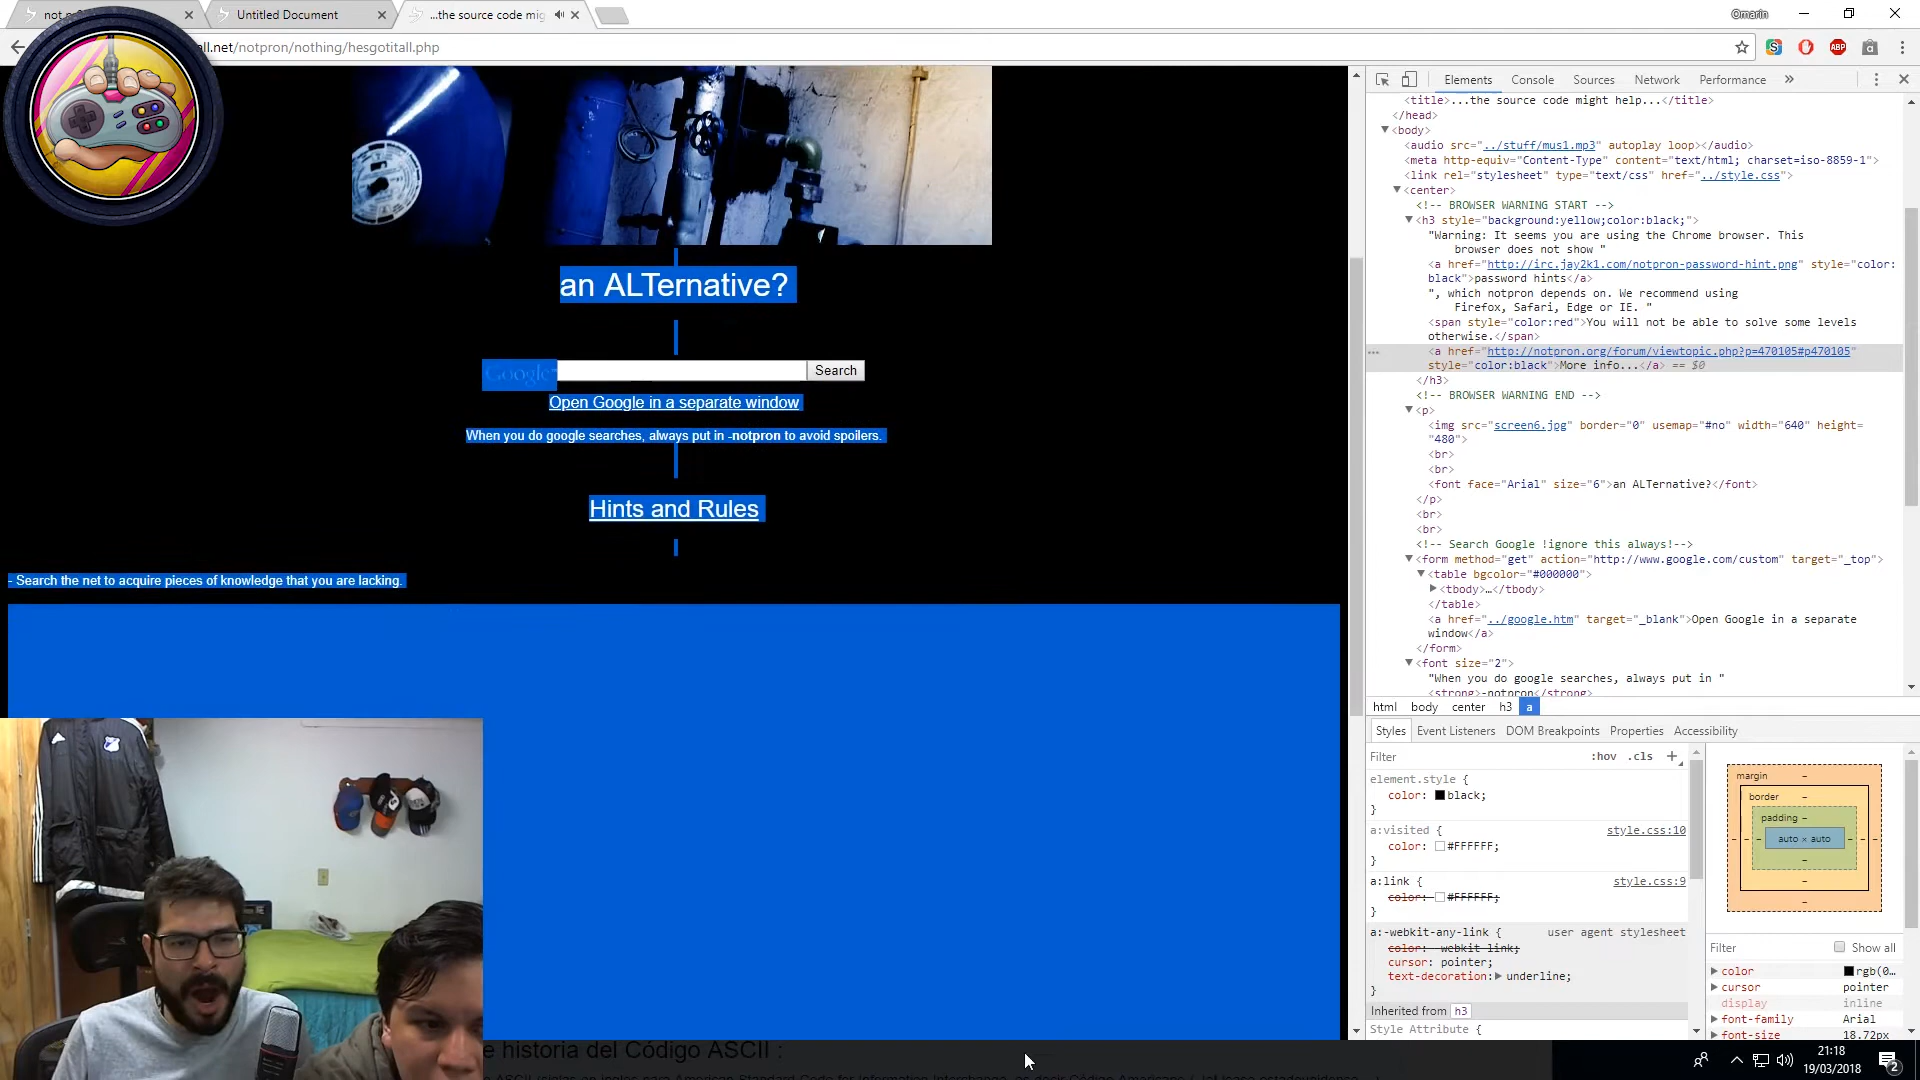 not p
Untitled Document
...the source code mig
Omarin
all.net/notpron/nothing/hesgotitall.php
ABP
an ALTernative?
Google
Search
Open Google in a separate window
When you do google searches, always put in -notpron to avoid spoilers.
Hints and Rules
- Search the net to acquire pieces of knowledge that you are lacking.
e historia del Código ASCII :
Elements Console Sources Network Performance »
<title>...the source code might help...</title>
</head>
<body>
<audio src="../stuff/mus1.mp3" autoplay loop></audio>
<meta http-equiv="Content-Type" content="text/html; charset=iso-8859-1">
<link rel="stylesheet" type="text/css" href="../style.css">
<center>
<!-- BROWSER WARNING START -->
<h3 style="background:yellow;color:black;">
"Warning: It seems you are using the Chrome browser. This
browser does not show "
<a href="http://irc.jay2k1.com/notpron-password-hint.png" style="color:
black">password hints</a>
", which notpron depends on. We recommend using
Firefox, Safari, Edge or IE. "
<span style="color:red">You will not be able to solve some levels
otherwise.</span>
<a href="http://notpron.org/forum/viewtopic.php?p=470105#p470105"
style="color:black">More info...</a> == $0
</h3>
<!-- BROWSER WARNING END -->
<p>
<img src="screen6.jpg" border="0" usemap="#no" width="640" height=
"480">
<br>
<br>
<font face="Arial" size="6">an ALTernative?</font>
</p>
<br>
<br>
<!-- Search Google !ignore this always!-->
<form method="get" action="http://www.google.com/custom" target="_top">
<table bgcolor="#000000">
<tbody>…</tbody>
</table>
<a href="../google.htm" target="_blank">Open Google in a separate
window</a>
</form>
<font size="2">
"When you do google searches, always put in "
<strong>-notpron</strong>
html body center h3 a
Styles Event Listeners DOM Breakpoints Properties Accessibility
Filter :hov .cls +
element.style {
color: black;
}
a:visited { style.css:10
color: #FFFFFF;
}
a:link { style.css:9
color: #FFFFFF;
}
a:-webkit-any-link { user agent stylesheet
color: -webkit-link;
cursor: pointer;
text-decoration: underline;
}
Inherited from h3
Style Attribute {
margin –
border –
padding –
auto × auto
Filter Show all
color rgb(0…
cursor pointer
display inline
font-family Arial
font-size 18.72px
21:18
19/03/2018
2